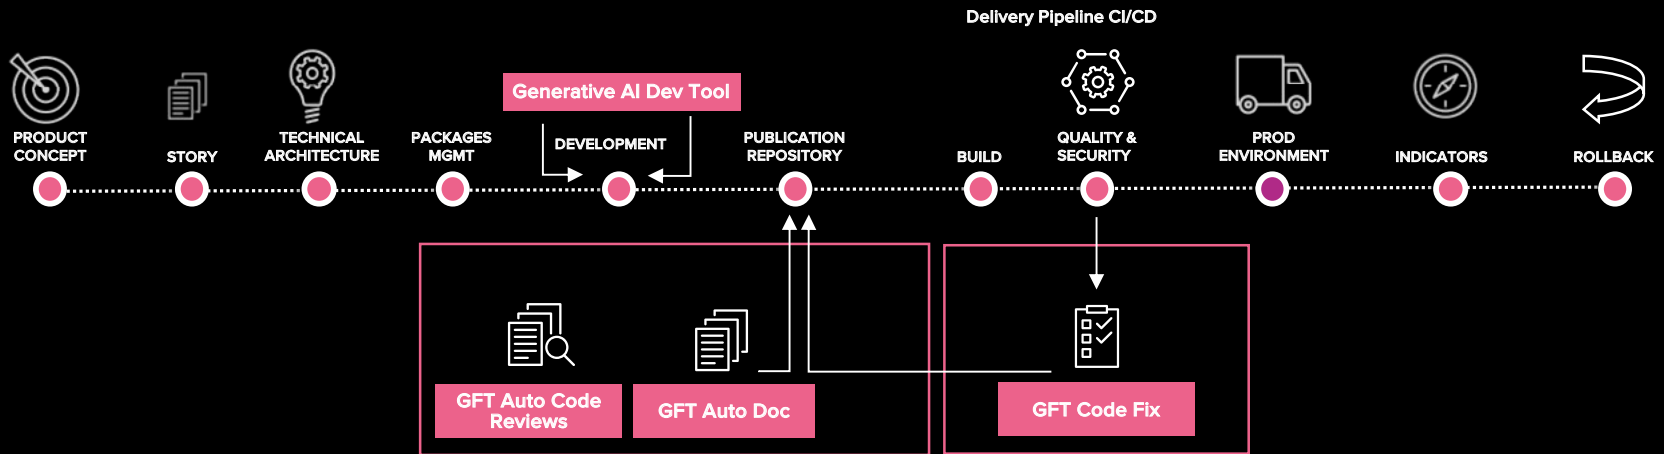 Delivery Pipeline CI/CD
Generative AI Dev Tool
PRODUCT
CONCEPT
STORY
TECHNICAL
ARCHITECTURE
PACKAGES
MGMT
DEVELOPMENT
PUBLICATION
REPOSITORY
BUILD
QUALITY &
SECURITY
PROD
ENVIRONMENT
INDICATORS
ROLLBACK
GFT Auto Code
Reviews
GFT Auto Doc
GFT Code Fix